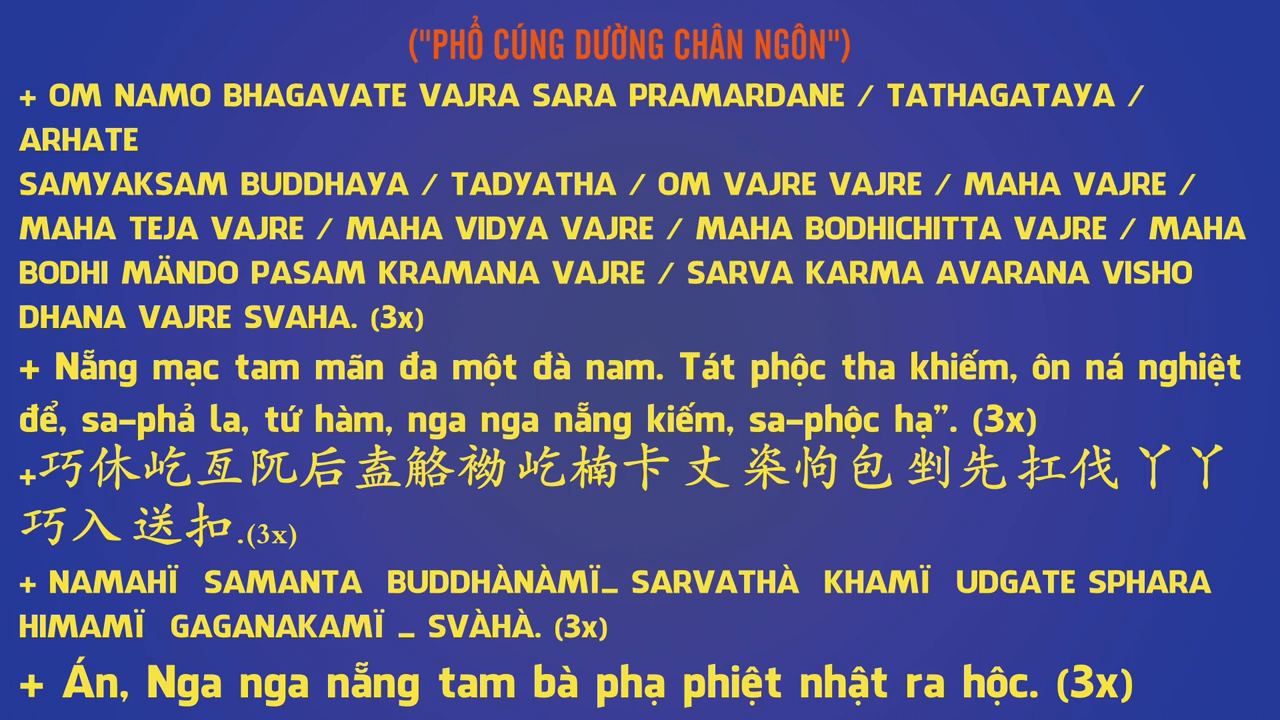 ("PHỔ CÚNG DƯỜNG CHÂN NGÔN")
+ OM NAMO BHAGAVATE VAJRA SARA PRAMARDANE / TATHAGATAYA /
ARHATE
SAMYAKSAM BUDDHAYA / TADYATHA / OM VAJRE VAJRE / MAHA VAJRE /
MAHA TEJA VAJRE / MAHA VIDYA VAJRE / MAHA BODHICHITTA VAJRE / MAHA
BODHI MÄNDO PASAM KRAMANA VAJRE / SARVA KARMA AVARANA VISHO
DHANA VAJRE SVAHA. (3x)
+ Nẵng mạc tam mãn đa một đà nam. Tát phộc tha khiếm, ôn ná nghiệt
để, sa-phả la, tứ hàm, nga nga nẵng kiếm, sa-phộc hạ”. (3x)
+巧休屹亙阮后盍觡袎屹楠卡丈楶怐包剉先扛伐丫丫
巧入送扣.(3x)
+ NAMAHÏ SAMANTA BUDDHÀNÀMÏ_ SARVATHÀ KHAMÏ UDGATE SPHARA
HIMAMÏ GAGANAKAMÏ _ SVÀHÀ. (3x)
+ Án, Nga nga nẵng tam bà phạ phiệt nhật ra hộc. (3x)